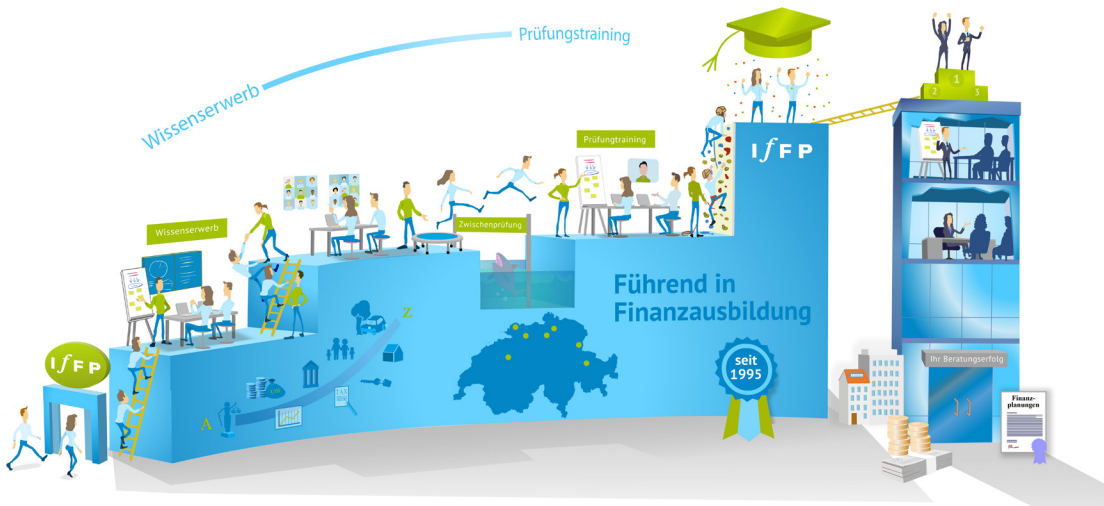 Prüfungstraining
Wissenserwerb
1
2
3
Prüfungtraining
IfFP
Wissenserwerb
Zwischenprüfung
Führend in
Finanzausbildung
Z
IfFP
seit
1995
Ihr Beratungserfolg
TAX
A
Finanz-
planungen